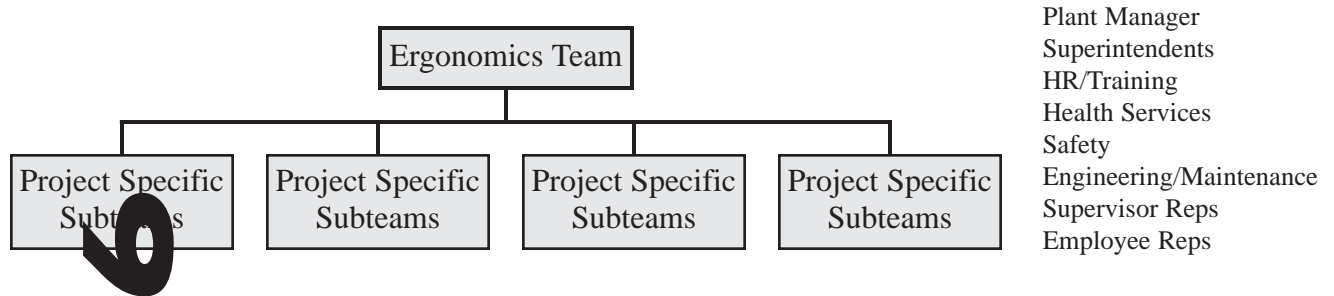 Ergonomics Team
Project Specific
Subteams
Project Specific
Subteams
Project Specific
Subteams
Project Specific
Subteams
Plant Manager
Superintendents
HR/Training
Health Services
Safety
Engineering/Maintenance
Supervisor Reps
Employee Reps
9